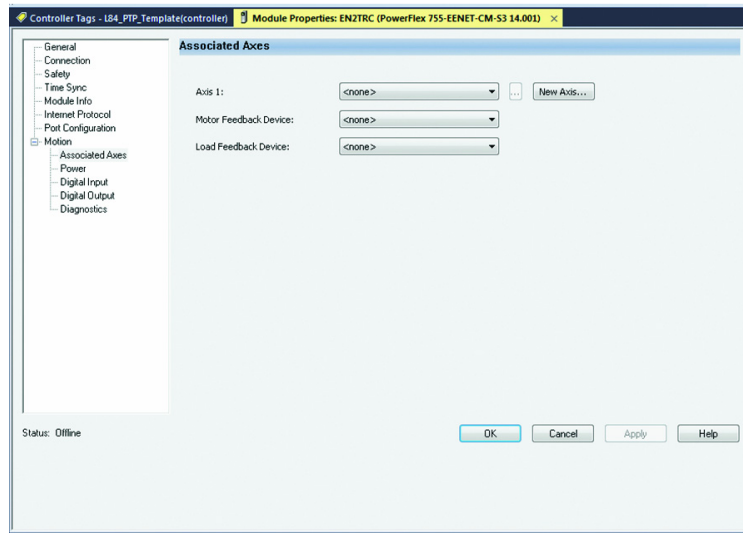 Controller Tags - L84_PTP_Template(controller)
Module Properties: EN2TRC (PowerFlex 755-EENET-CM-S3 14.001)
General
Connection
Safety
Time Sync
Module Info
Internet Protocol
Port Configuration
Motion
Associated Axes
Power
Digital Input
Digital Output
Diagnostics
Associated Axes
Axis 1: <none> ... New Axis...
Motor Feedback Device: <none>
Load Feedback Device: <none>
Status: Offline
OK Cancel Apply Help